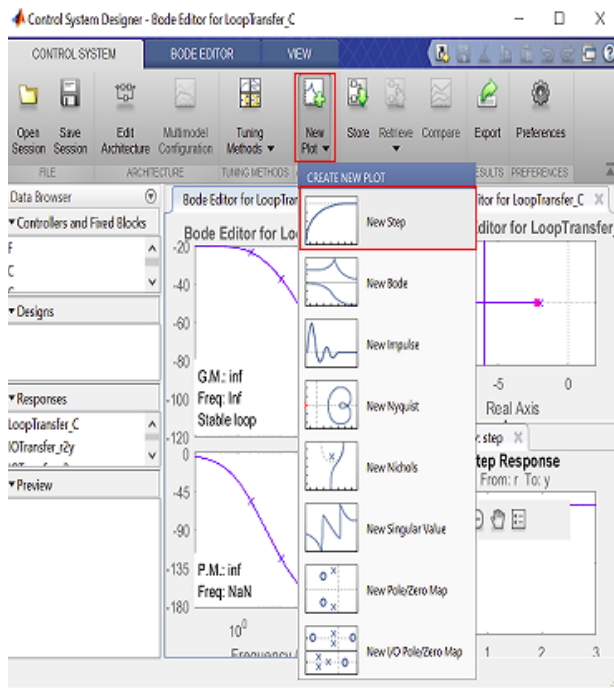 Control System Designer - Bode Editor for LoopTransfer_C
CONTROL SYSTEM BODE EDITOR VIEW
Open Session
Save Session
Edit Architecture
Multimodel Configuration
Tuning Methods
New Plot
Store
Retrieve
Compare
Export
Preferences
FILE ARCHITECTURE TUNING METHODS ESULTS PREFERENCES
CREATE NEW PLOT
New Step
New Bode
New Impulse
New Nyquist
New Nichols
New Singular Value
New Pole/Zero Map
New I/O Pole/Zero Map
Data Browser
Controllers and Fixed Blocks
F
C
Designs
Responses
LoopTransfer_C
IOTransfer_r2y
Preview
Bode Editor for LoopTran
Bode Editor for Lo
-20
-40
-60
-80
-100
-120
G.M.: inf
Freq: Inf
Stable loop
0
-45
-90
-135
-180
P.M.: inf
Freq: NaN
10^0
Frequency
itor for LoopTransfer_C
ditor for LoopTransfer_
-5 0
Real Axis
: step
tep Response
From: r To: y
1 2 3